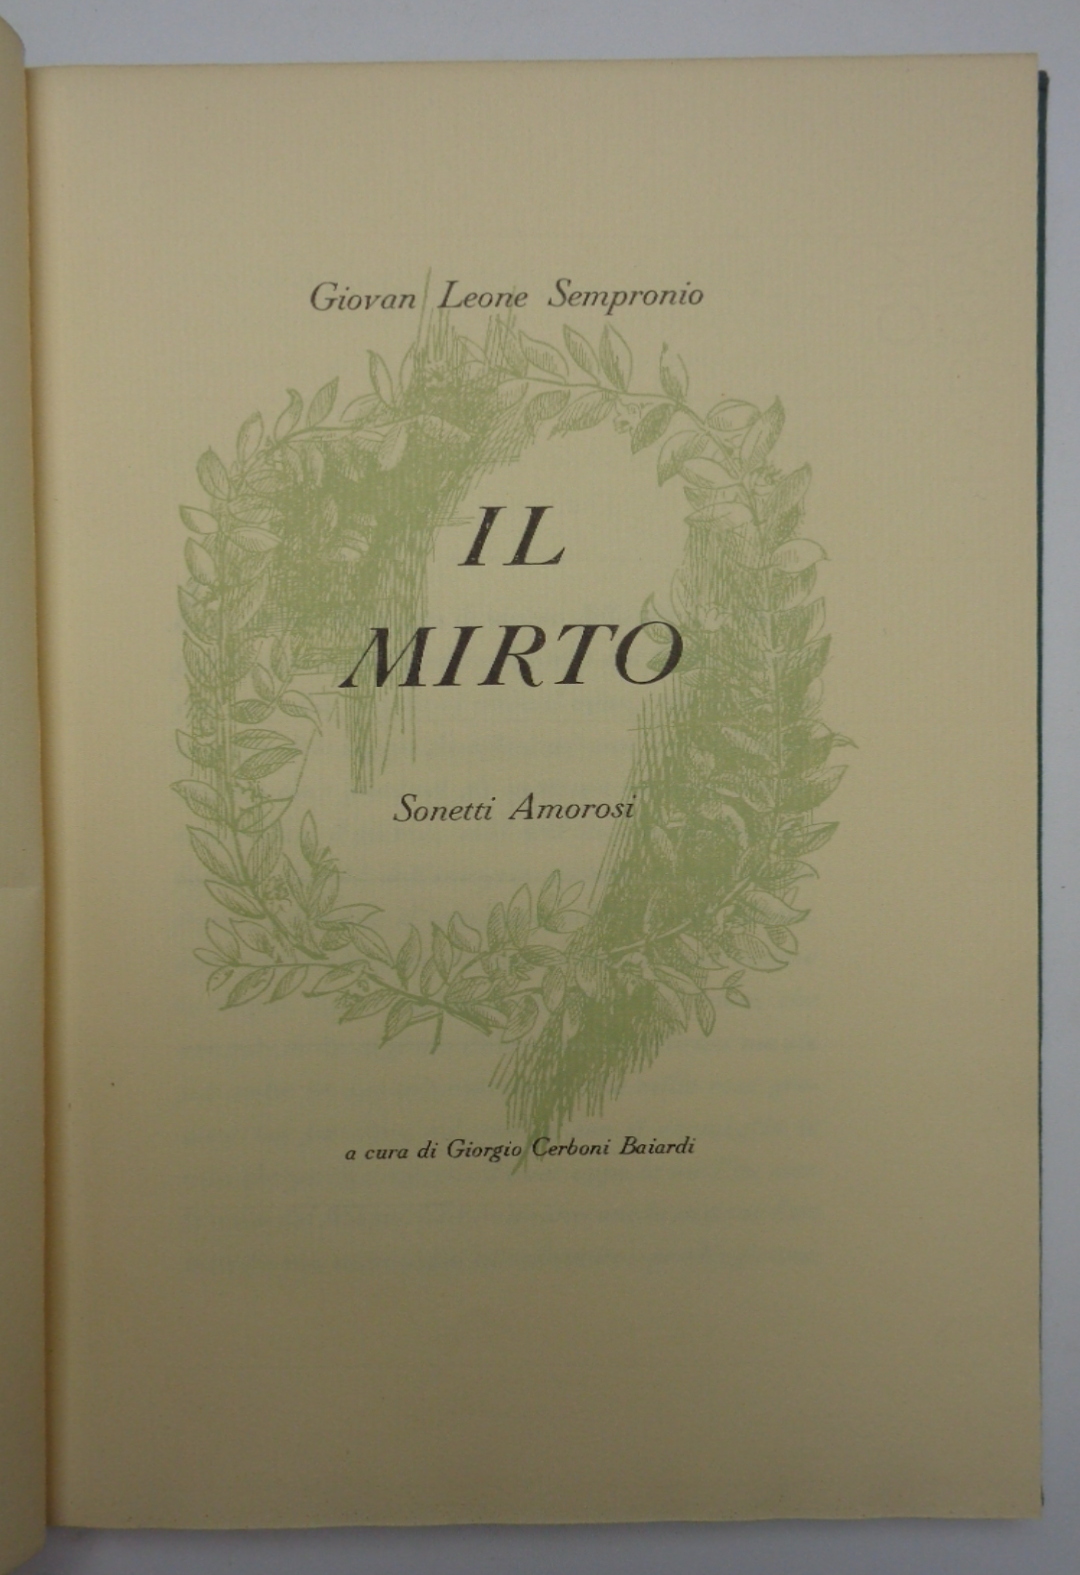 Giovan Leone Sempronio
IL
MIRTO
Sonetti Amorosi
a cura di Giorgio Cerboni Baiardi